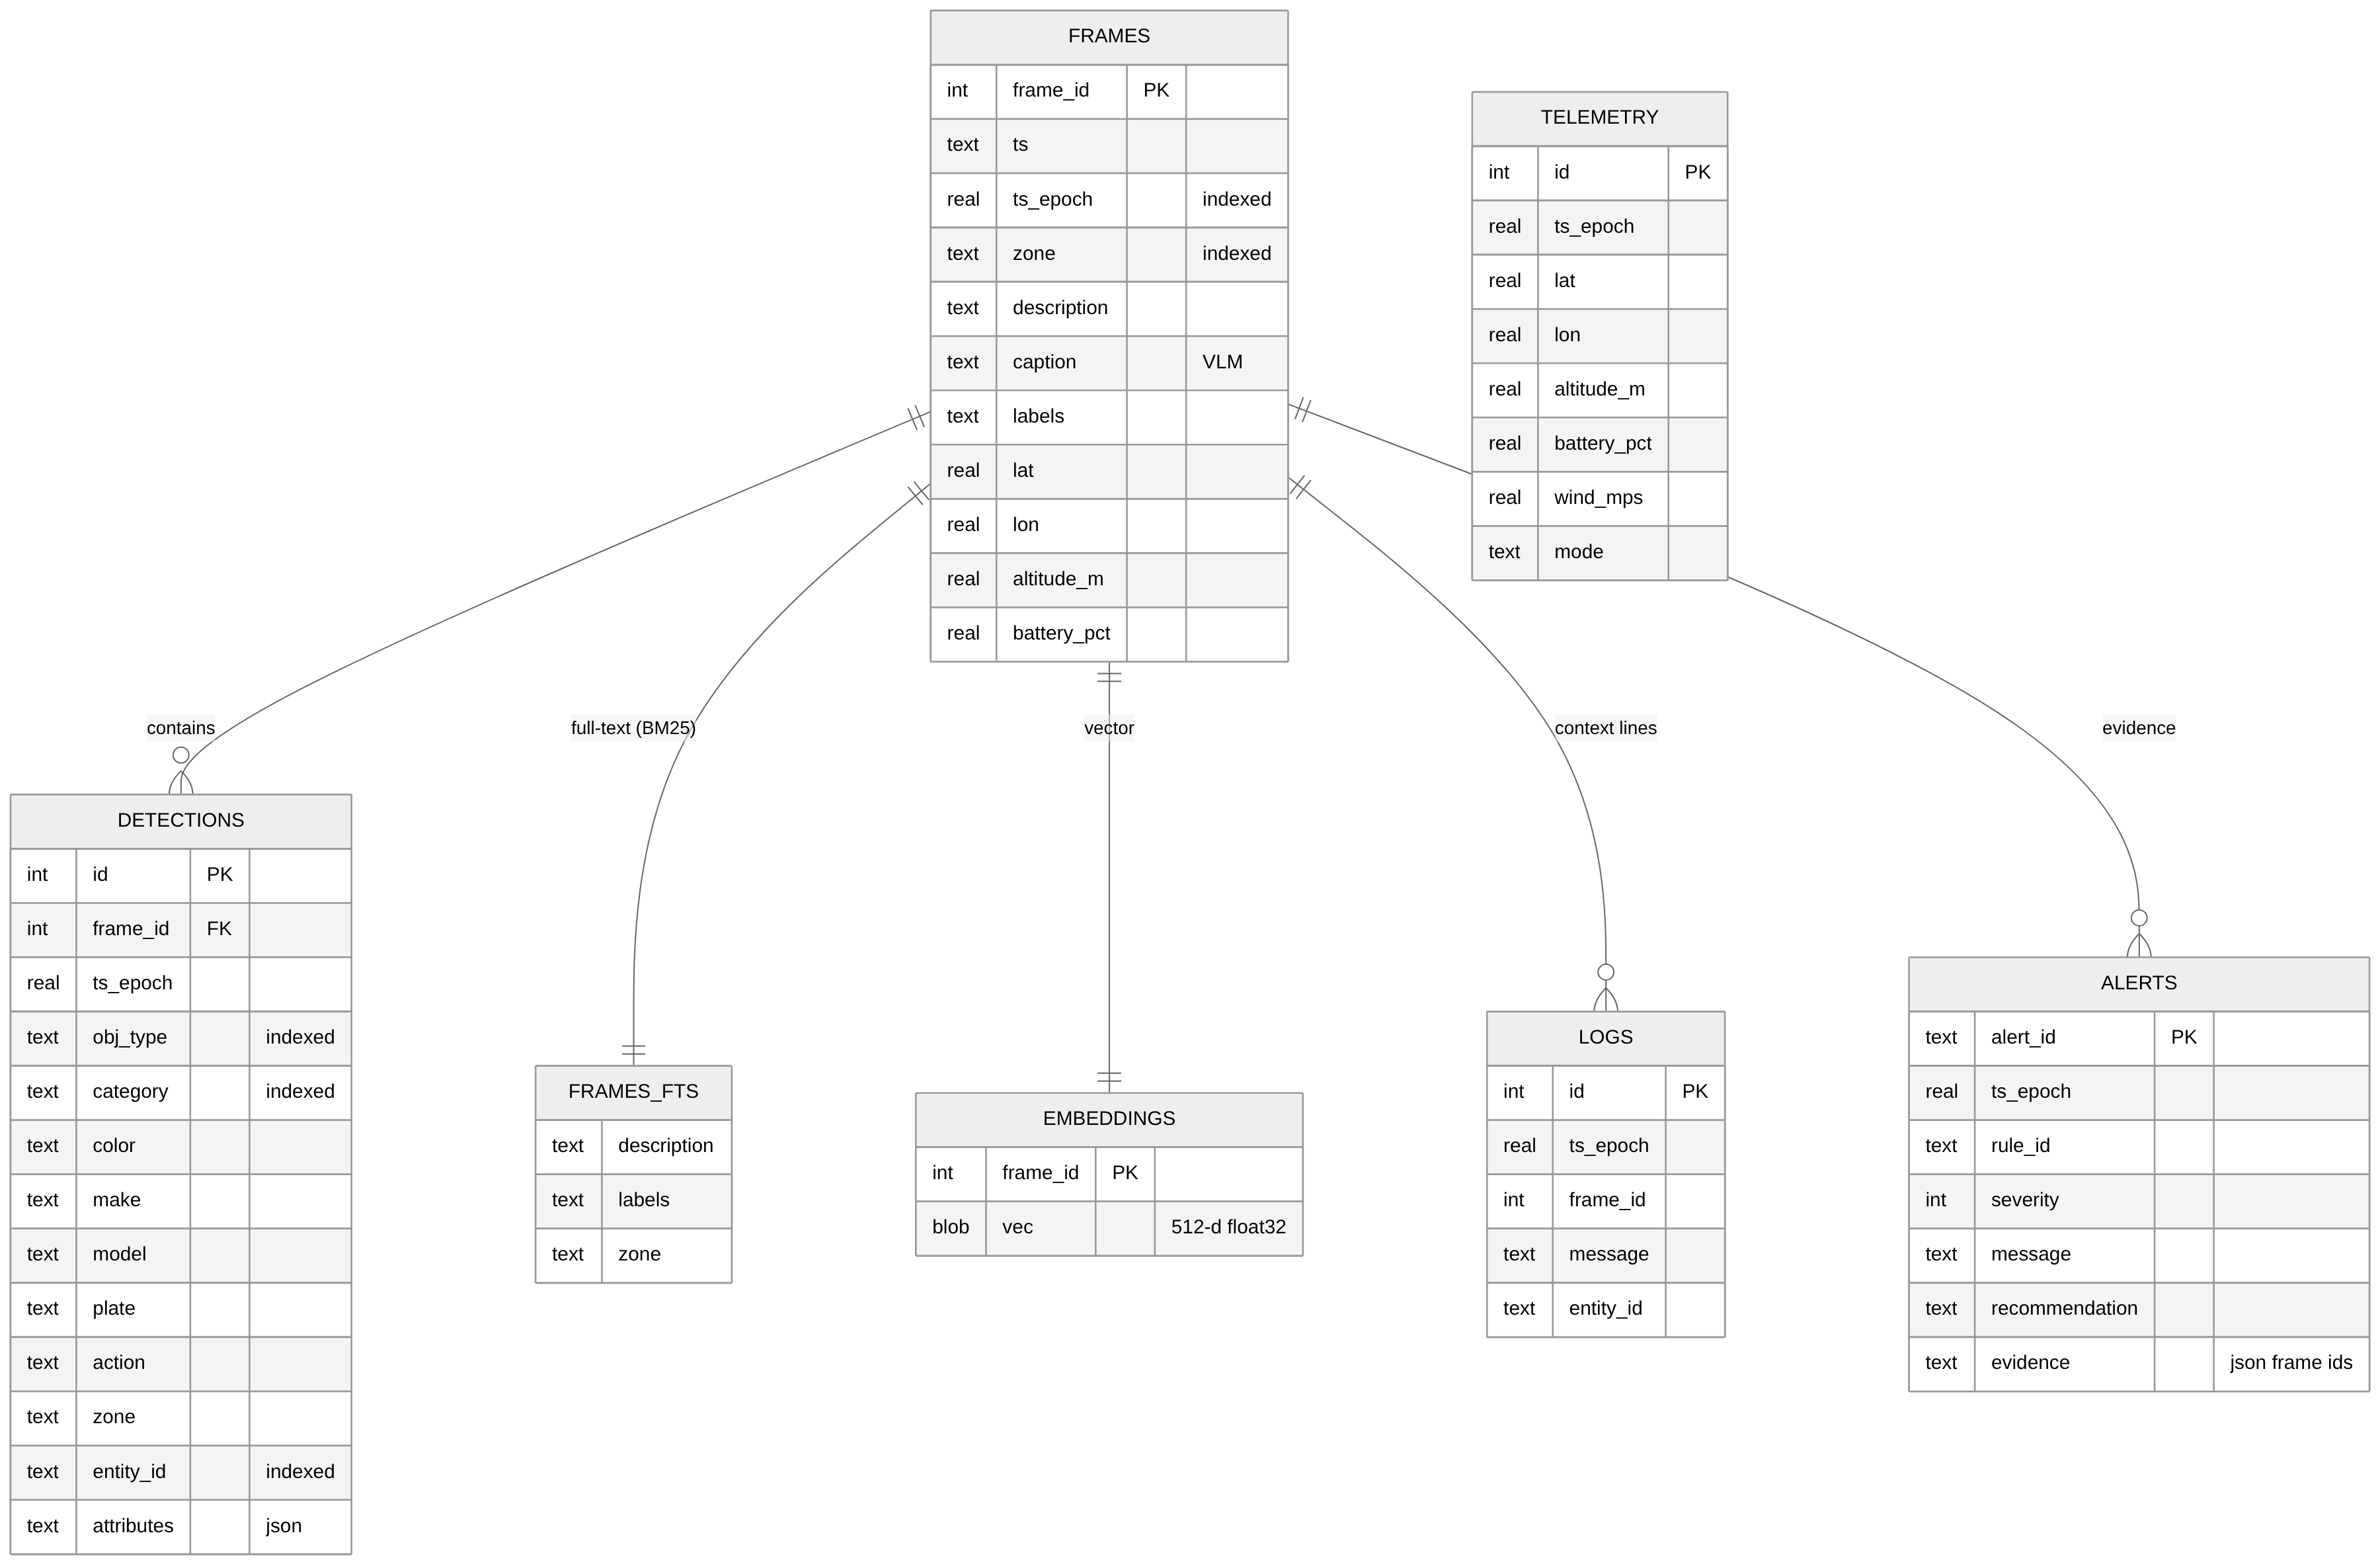 FRAMES
int frame_id PK
text ts
real ts_epoch indexed
text zone indexed
text description
text caption VLM
text labels
real lat
real lon
real altitude_m
real battery_pct
TELEMETRY
int id PK
real ts_epoch
real lat
real lon
real altitude_m
real battery_pct
real wind_mps
text mode
contains
full-text (BM25)
vector
context lines
evidence
DETECTIONS
int id PK
int frame_id FK
real ts_epoch
text obj_type indexed
text category indexed
text color
text make
text model
text plate
text action
text zone
text entity_id indexed
text attributes json
FRAMES_FTS
text description
text labels
text zone
EMBEDDINGS
int frame_id PK
blob vec 512-d float32
LOGS
int id PK
real ts_epoch
int frame_id
text message
text entity_id
ALERTS
text alert_id PK
real ts_epoch
text rule_id
int severity
text message
text recommendation
text evidence json frame ids